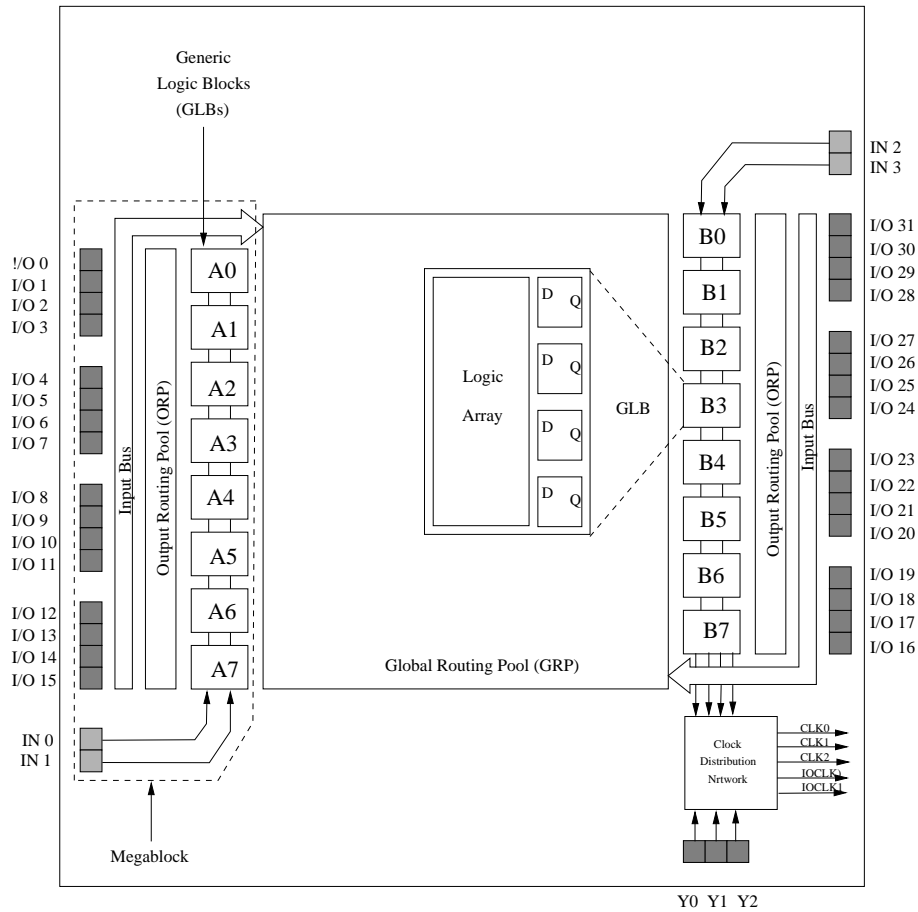 Generic
Logic Blocks
(GLBs)
IN 2
IN 3
!/O 0
I/O 1
I/O 2
I/O 3
I/O 4
I/O 5
I/O 6
I/O 7
I/O 8
I/O 9
I/O 10
I/O 11
I/O 12
I/O 13
I/O 14
I/O 15
IN 0
IN 1
Input Bus
Output Routing Pool (ORP)
A0
A1
A2
A3
A4
A5
A6
A7
Megablock
Logic
Array
D Q
D Q
D Q
D Q
GLB
Global Routing Pool (GRP)
B0
B1
B2
B3
B4
B5
B6
B7
Output Routing Pool (ORP)
Input Bus
I/O 31
I/O 30
I/O 29
I/O 28
I/O 27
I/O 26
I/O 25
I/O 24
I/O 23
I/O 22
I/O 21
I/O 20
I/O 19
I/O 18
I/O 17
I/O 16
Clock
Distribution
Nrtwork
CLK0
CLK1
CLK2
IOCLK)
IOCLK1
Y0 Y1 Y2